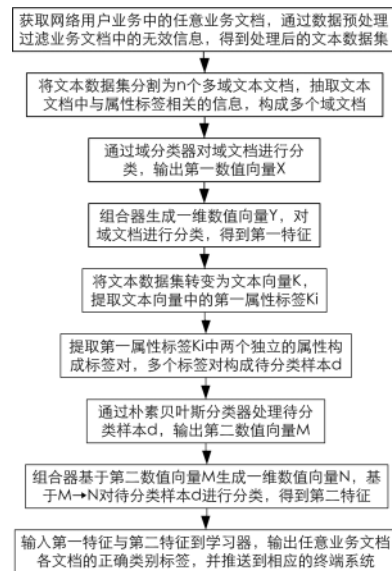 获取网络用户业务中的任意业务文档，通过数据预处
理过滤业务文档中的无效信息，得到处理后的文本数据集
将文本数据集分割为n个多域文本文档，抽取文本
文档中与属性标签相关的信息，构成多个域文档
通过域分类器对域文档进行分
类，输出第一数值向量X
组合器生成一维数值向量Y，对
域文档进行分类，得到第一特征
将文本数据集转变为文本向量K，
提取文本向量中的第一属性标签Ki
提取第一属性标签Ki中两个独立的属性构
成标签对，多个标签对构成待分类样本d
通过朴素贝叶斯分类器处理待分
类样本d，输出第二数值向量M
组合器基于第二数值向量M生成一维数值向量N，基
于M→N对待分类样本d进行分类，得到第二特征
输入第一特征与第二特征到学习器，输出任意业务文档
各文档的正确类别标签，并推送到相应的终端系统